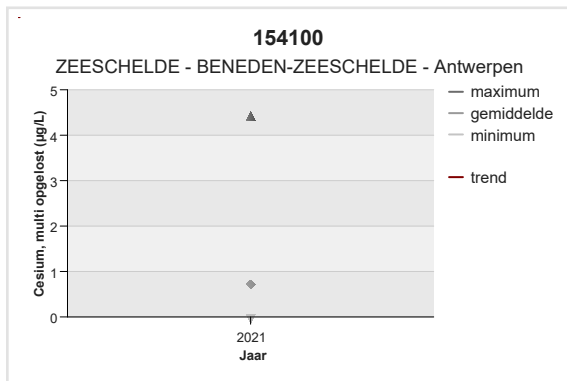 154100
ZEESCHELDE - BENEDEN-ZEESCHELDE - Antwerpen
Cesium, multi opgelost (µg/L)
5
4
3
2
1
0
2021
Jaar
maximum
gemiddelde
minimum
trend